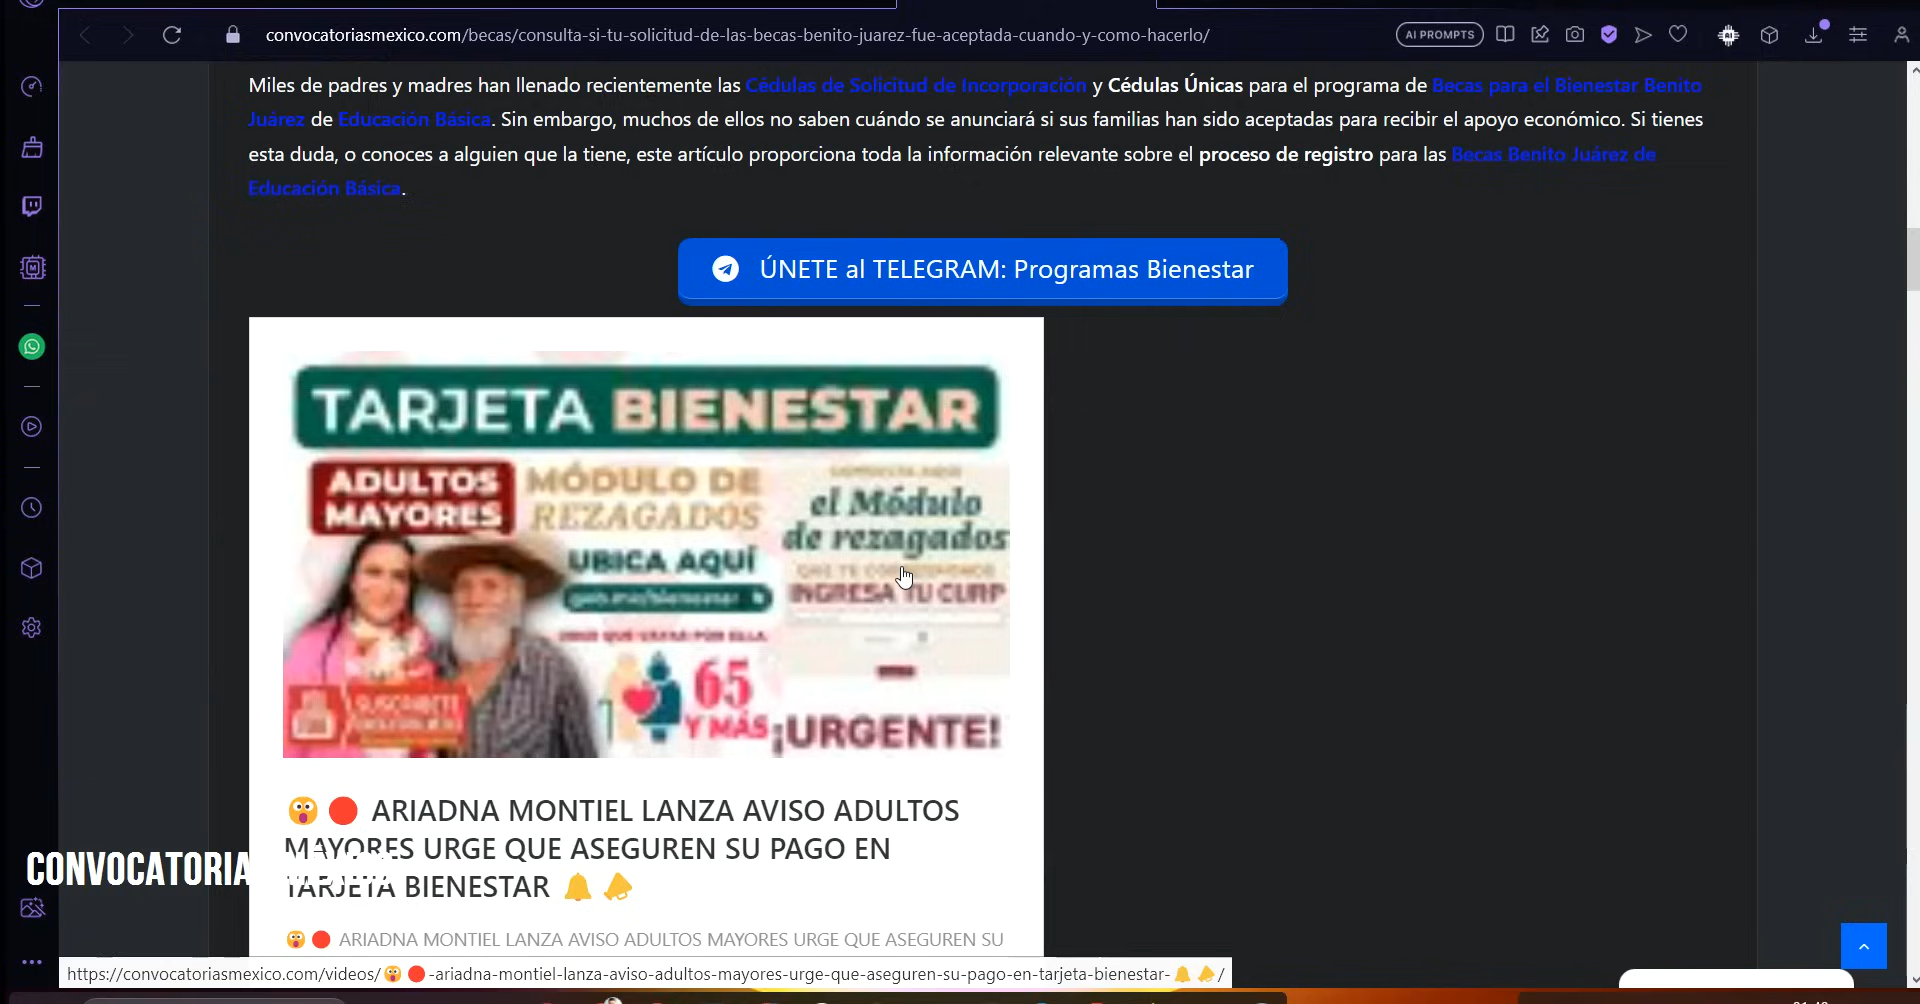 convocatoriasmexico.com/becas/consulta-si-tu-solicitud-de-las-becas-benito-juarez-fue-aceptada-cuando-y-como-hacerlo/
AI PROMPTS
Miles de padres y madres han llenado recientemente las Cédulas de Solicitud de Incorporación y Cédulas Únicas para el programa de Becas para el Bienestar Benito
Juárez de Educación Básica. Sin embargo, muchos de ellos no saben cuándo se anunciará si sus familias han sido aceptadas para recibir el apoyo económico. Si tienes
esta duda, o conoces a alguien que la tiene, este artículo proporciona toda la información relevante sobre el proceso de registro para las Becas Benito Juárez de
Educación Básica.
ÚNETE al TELEGRAM: Programas Bienestar
TARJETA BIENESTAR
ADULTOS
MAYORES
MÓDULO DE
REZAGADOS
el Módulo
de rezagados
UBICA AQUÍ
INGRESA TU CURP
gob.mx/bienestar
65
Y MÁS
¡URGENTE!
SUSCRÍBETE
😲🔴 ARIADNA MONTIEL LANZA AVISO ADULTOS
MAYORES URGE QUE ASEGUREN SU PAGO EN
TARJETA BIENESTAR 🔔📣
CONVOCATORIA
😲🔴 ARIADNA MONTIEL LANZA AVISO ADULTOS MAYORES URGE QUE ASEGUREN SU
https://convocatoriasmexico.com/videos/😲🔴-ariadna-montiel-lanza-aviso-adultos-mayores-urge-que-aseguren-su-pago-en-tarjeta-bienestar-🔔📣/